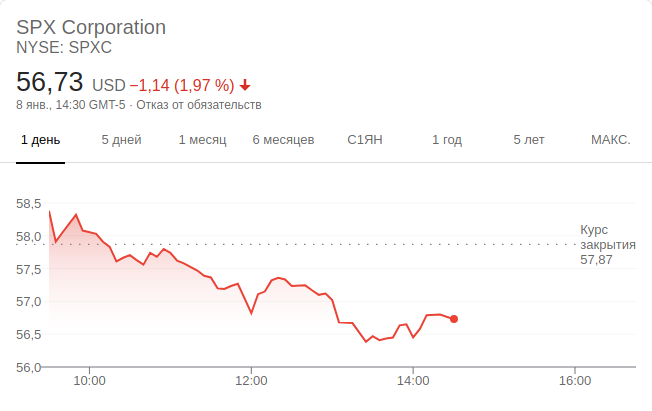 SPX Corporation
NYSE: SPXC
56,73 USD −1,14 (1,97 %)
8 янв., 14:30 GMT-5 · Отказ от обязательств
1 день 5 дней 1 месяц 6 месяцев С1ЯН 1 год 5 лет МАКС.
58,5
58,0
57,5
57,0
56,5
56,0
Курс
закрытия
57,87
10:00 12:00 14:00 16:00